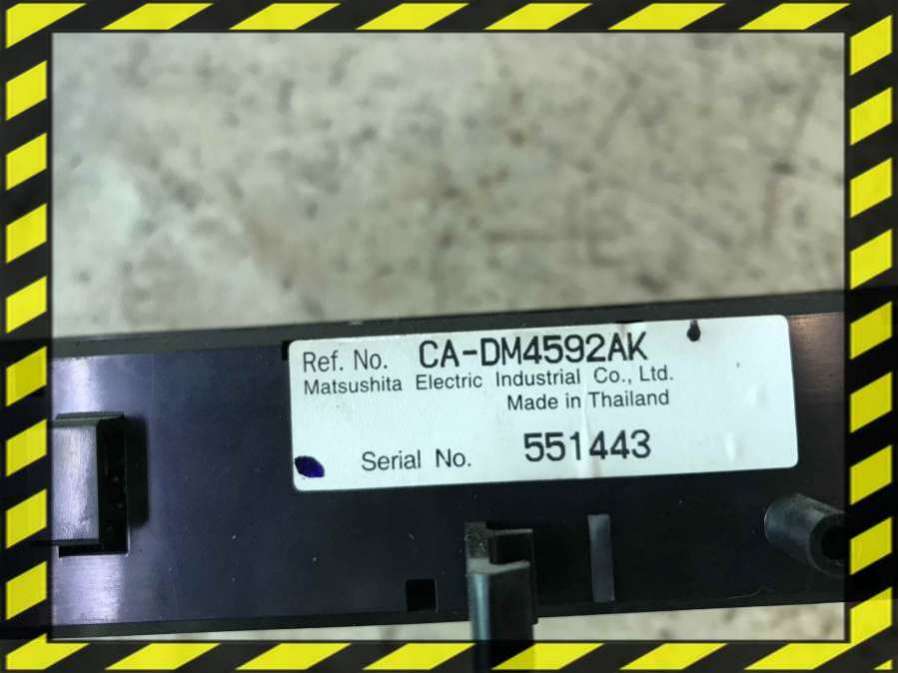 Ref. No. CA-DM4592AK
Matsushita Electric Industrial Co., Ltd.
Made in Thailand
Serial No. 551443